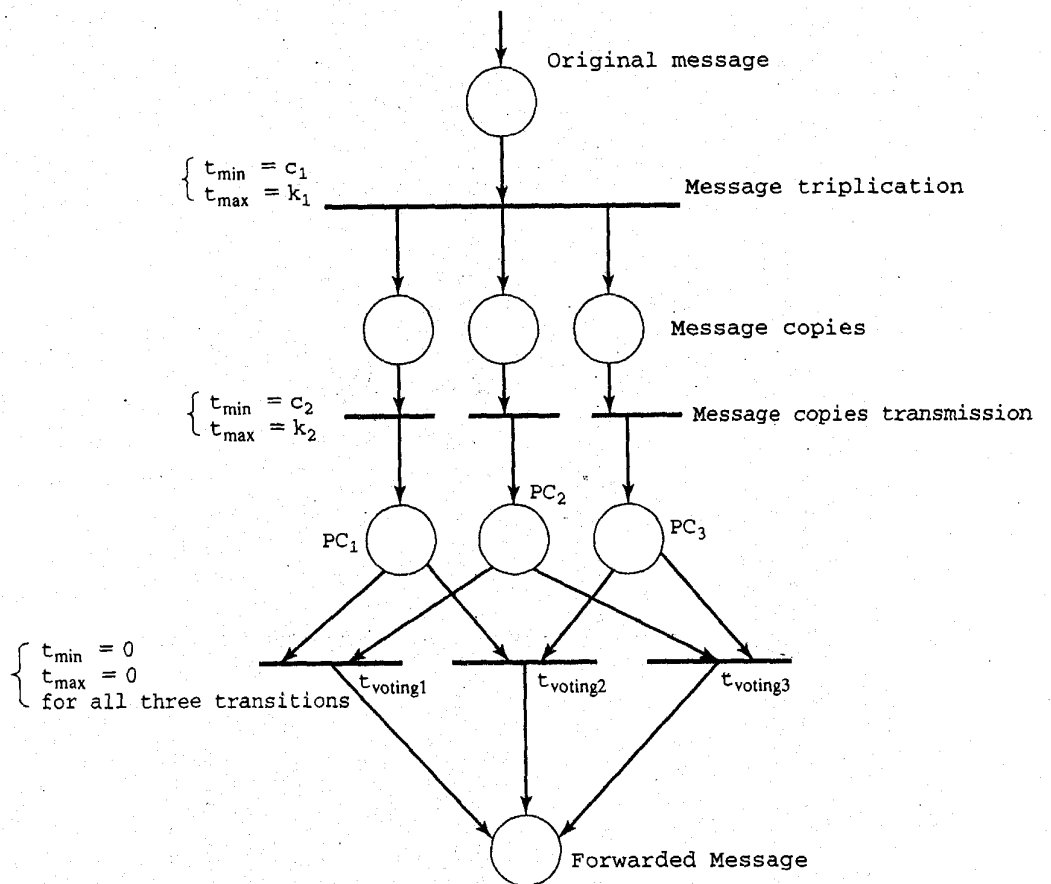 Original message
t_min = c_1
t_max = k_1
Message triplication
Message copies
t_min = c_2
t_max = k_2
Message copies transmission
PC_1
PC_2
PC_3
t_min = 0
t_max = 0
for all three transitions
t_voting1
t_voting2
t_voting3
Forwarded Message